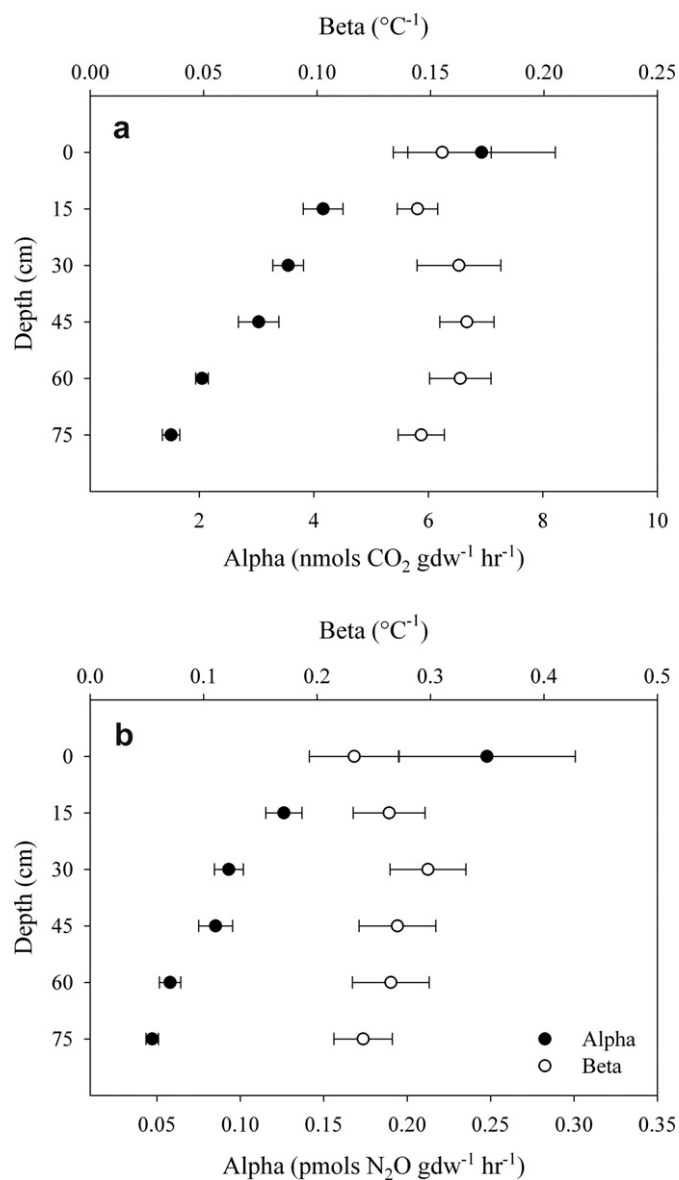 Beta (°C⁻¹)
0.00 0.05 0.10 0.15 0.20 0.25
a
0
15
30
45
60
75
Depth (cm)
2 4 6 8 10
Alpha (nmols CO₂ gdw⁻¹ hr⁻¹)
Beta (°C⁻¹)
0.0 0.1 0.2 0.3 0.4 0.5
b
0
15
30
45
60
75
Depth (cm)
Alpha
Beta
0.05 0.10 0.15 0.20 0.25 0.30 0.35
Alpha (pmols N₂O gdw⁻¹ hr⁻¹)